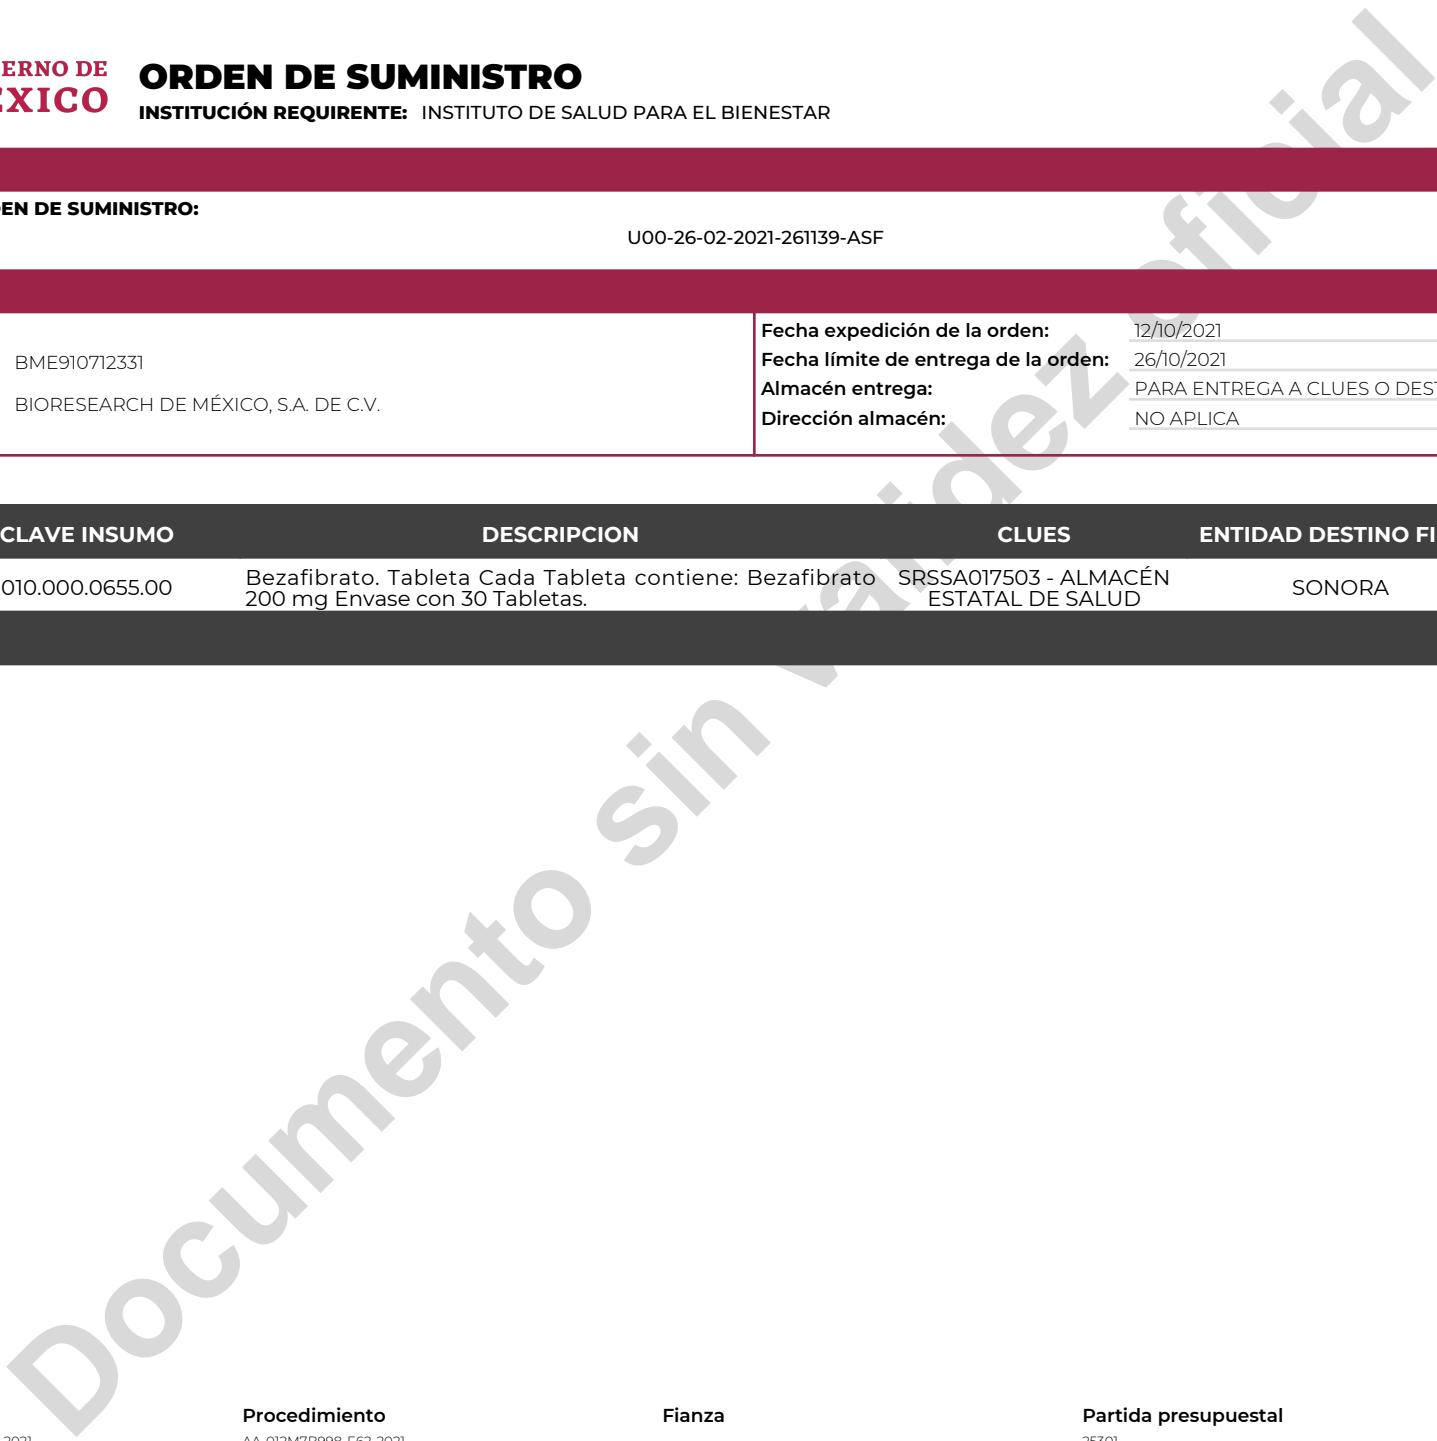 ERNO DE
ORDEN DE SUMINISTRO
XICO
INSTITUCIÓN REQUIRENTE: INSTITUTO DE SALUD PARA EL BIENESTAR
EN DE SUMINISTRO:
U00-26-02-2021-261139-ASF
Fecha expedición de la orden: 12/10/2021
BME910712331
Fecha límite de entrega de la orden: 26/10/2021
Almacén entrega: PARA ENTREGA A CLUES O DEST
BIORESEARCH DE MÉXICO, S.A. DE C.V.
Dirección almacén: NO APLICA
CLAVE INSUMO DESCRIPCION CLUES ENTIDAD DESTINO FI
010.000.0655.00 Bezafibrato. Tableta Cada Tableta contiene: Bezafibrato SRSSA017503 - ALMACÉN SONORA
200 mg Envase con 30 Tabletas. ESTATAL DE SALUD
Documento sin validez oficial
Procedimiento Fianza Partida presupuestal